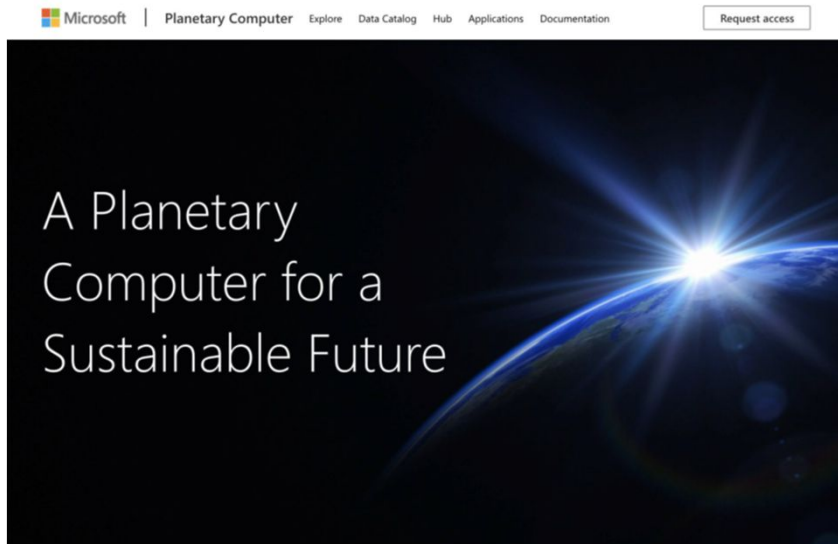 Microsoft | Planetary Computer Explore Data Catalog Hub Applications Documentation Request access
A Planetary
Computer for a
Sustainable Future